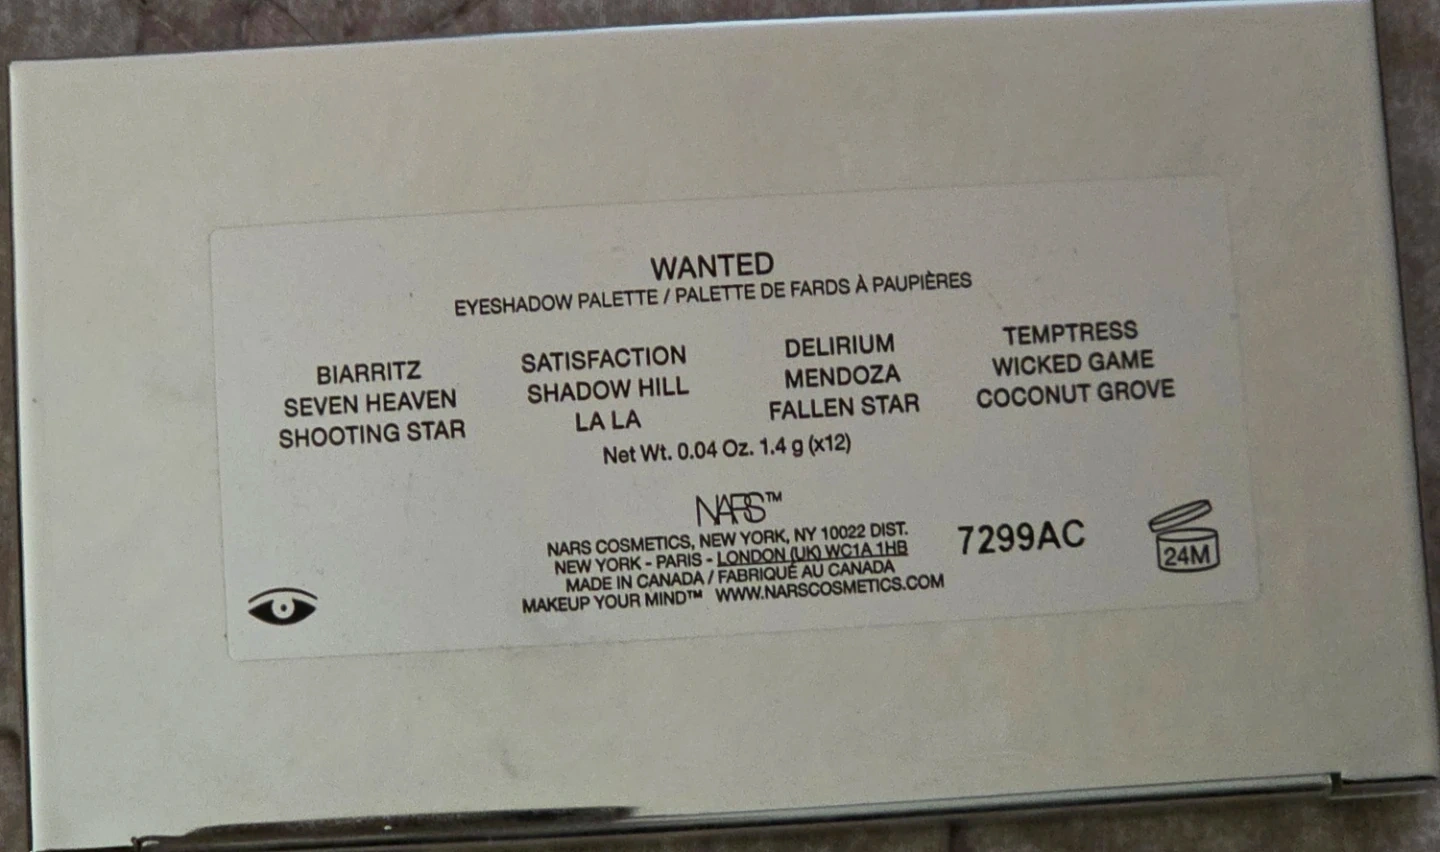 WANTED
EYESHADOW PALETTE / PALETTE DE FARDS À PAUPIÈRES
BIARRITZ
SEVEN HEAVEN
SHOOTING STAR
SATISFACTION
SHADOW HILL
LA LA
DELIRIUM
MENDOZA
FALLEN STAR
TEMPTRESS
WICKED GAME
COCONUT GROVE
Net Wt. 0.04 Oz. 1.4 g (x12)
NARS™
NARS COSMETICS, NEW YORK, NY 10022 DIST.
NEW YORK - PARIS - LONDON (UK) WC1A 1HB
MADE IN CANADA / FABRIQUÉ AU CANADA
MAKEUP YOUR MIND™ WWW.NARSCOSMETICS.COM
7299AC
24M